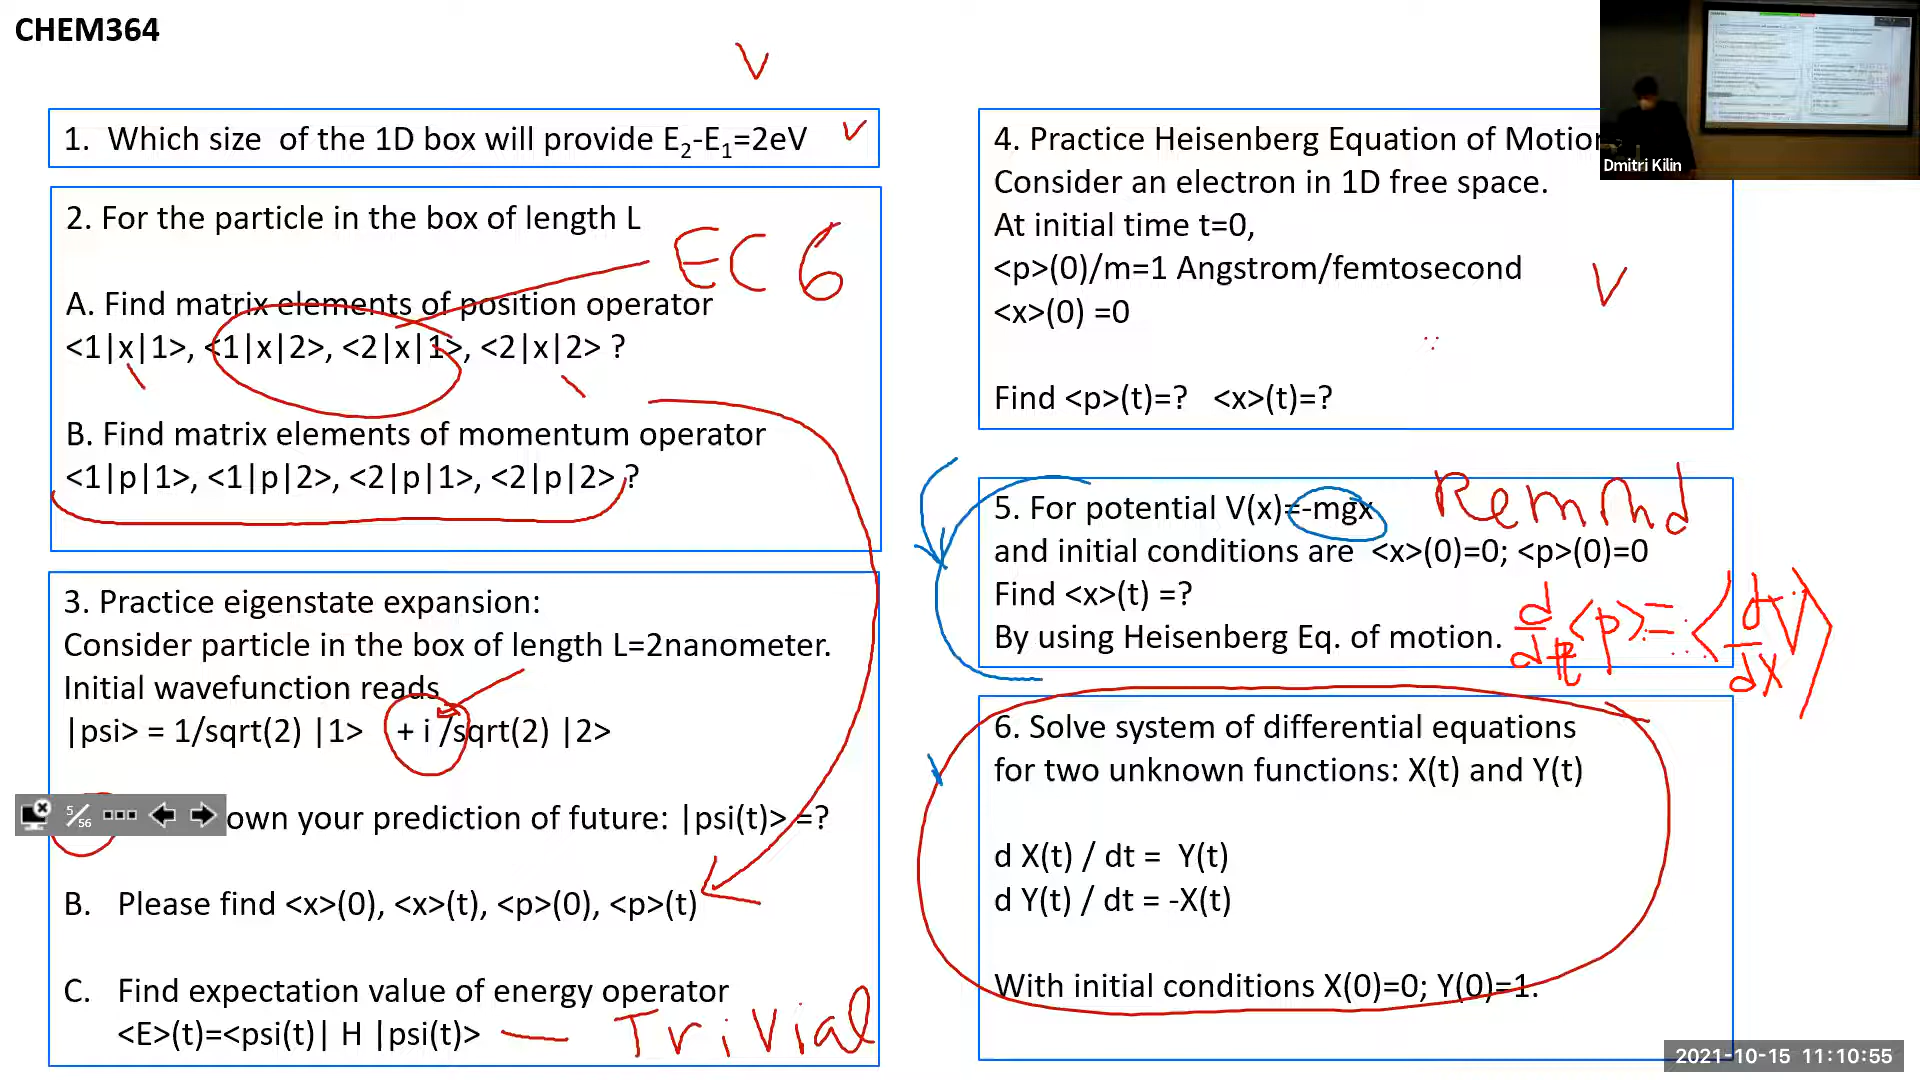 CHEM364
V
1. Which size of the 1D box will provide E₂-E₁=2eV V
2. For the particle in the box of length L
EC 6
A. Find matrix elements of position operator
<1|x|1>, <1|x|2>, <2|x|1>, <2|x|2> ?
B. Find matrix elements of momentum operator
<1|p|1>, <1|p|2>, <2|p|1>, <2|p|2> ?
3. Practice eigenstate expansion:
Consider particle in the box of length L=2nanometer.
Initial wavefunction reads
|psi> = 1/sqrt(2) |1> + i /sqrt(2) |2>
5/56
own your prediction of future: |psi(t)> =?
B. Please find <x>(0), <x>(t), <p>(0), <p>(t)
C. Find expectation value of energy operator
<E>(t)=<psi(t)| H |psi(t)> — Trivial
4. Practice Heisenberg Equation of Motion
Consider an electron in 1D free space.
At initial time t=0,
<p>(0)/m=1 Angstrom/femtosecond
V
<x>(0) =0
Find <p>(t)=? <x>(t)=?
5. For potential V(x)=-mgx
and initial conditions are <x>(0)=0; <p>(0)=0
Find <x>(t) =?
By using Heisenberg Eq. of motion.
d/dt <p> = <d/dx V>
6. Solve system of differential equations
for two unknown functions: X(t) and Y(t)
d X(t) / dt = Y(t)
d Y(t) / dt = -X(t)
With initial conditions X(0)=0; Y(0)=1.
Dmitri Kilin
2021-10-15 11:10:55